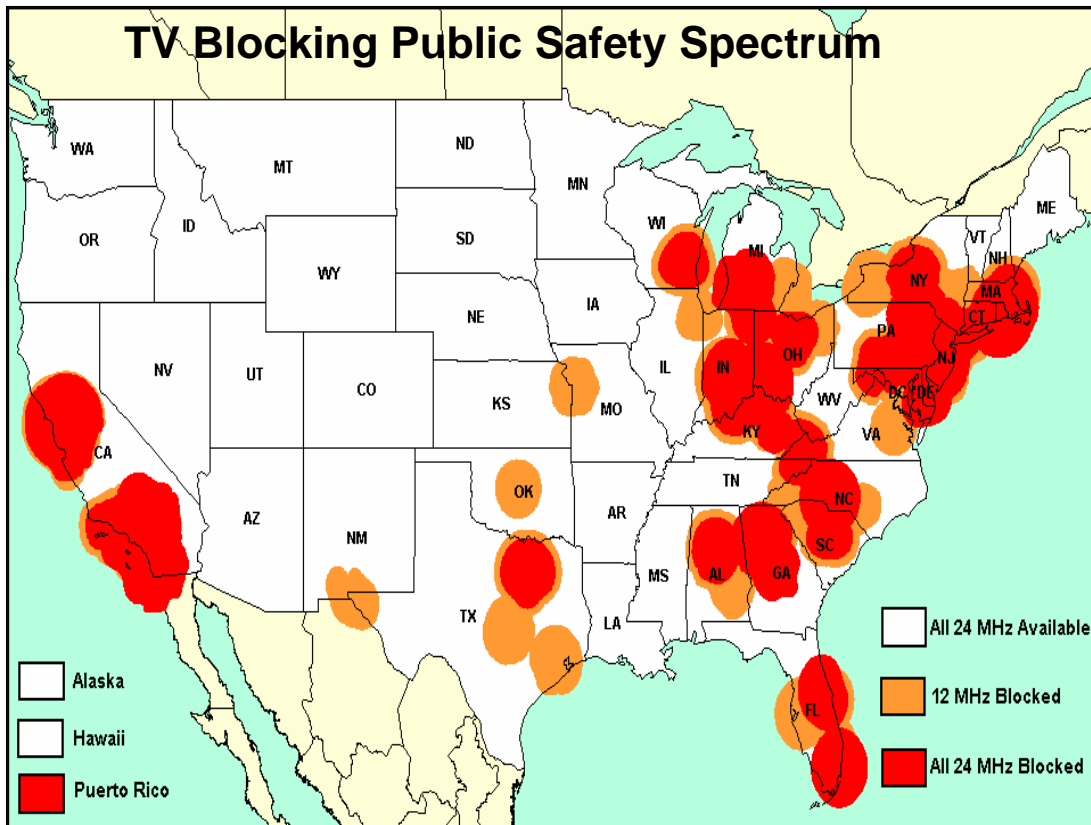 TV Blocking Public Safety Spectrum
WA
MT
ND
MN
ME
OR
ID
SD
WI
MI
VT
NH
NY
MA
CT
WY
IA
NE
PA
NJ
NV
UT
CO
KS
MO
IL
IN
OH
WV
DC
DE
VA
KY
CA
AZ
NM
OK
AR
TN
NC
SC
TX
LA
MS
AL
GA
FL
Alaska
Hawaii
Puerto Rico
All 24 MHz Available
12 MHz Blocked
All 24 MHz Blocked